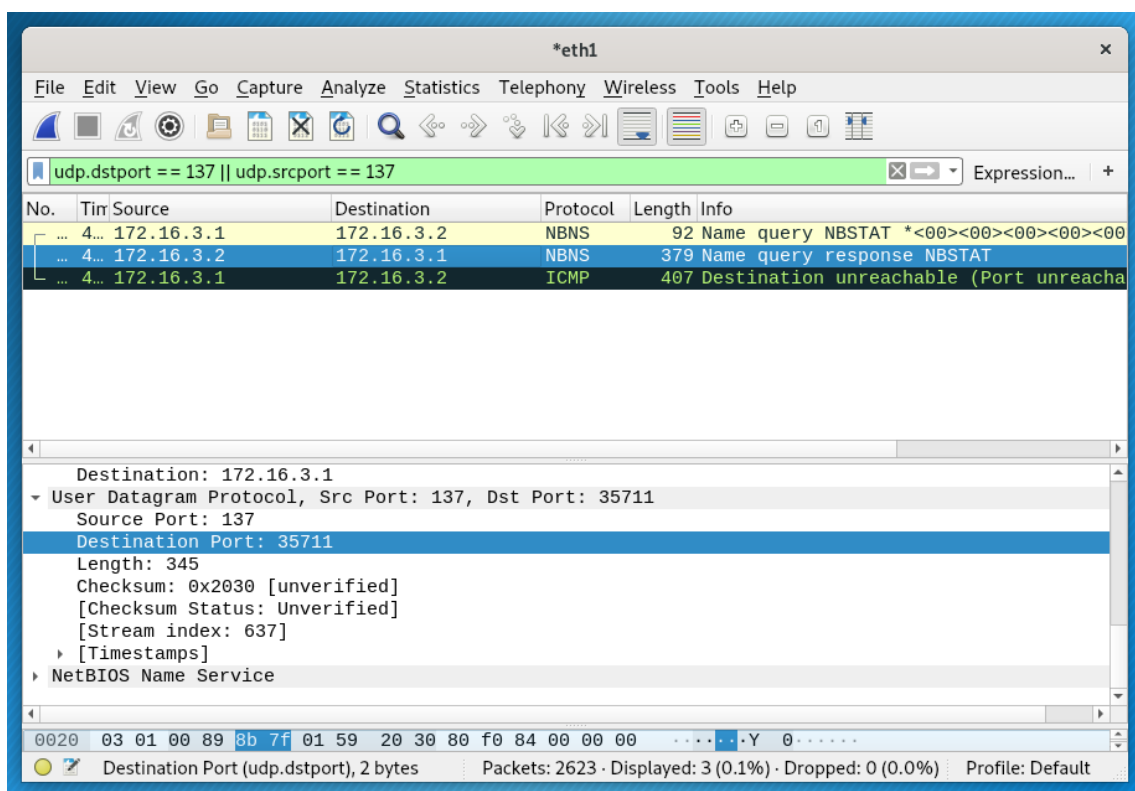 *eth1 ×
File Edit View Go Capture Analyze Statistics Telephony Wireless Tools Help
udp.dstport == 137 || udp.srcport == 137 Expression… +
No. Tim Source Destination Protocol Length Info
… 4… 172.16.3.1 172.16.3.2 NBNS 92 Name query NBSTAT *<00><00><00><00><00
… 4… 172.16.3.2 172.16.3.1 NBNS 379 Name query response NBSTAT
… 4… 172.16.3.1 172.16.3.2 ICMP 407 Destination unreachable (Port unreacha
Destination: 172.16.3.1
User Datagram Protocol, Src Port: 137, Dst Port: 35711
Source Port: 137
Destination Port: 35711
Length: 345
Checksum: 0x2030 [unverified]
[Checksum Status: Unverified]
[Stream index: 637]
[Timestamps]
NetBIOS Name Service
0020 03 01 00 89 8b 7f 01 59 20 30 80 f0 84 00 00 00 ·······Y 0······
Destination Port (udp.dstport), 2 bytes Packets: 2623 · Displayed: 3 (0.1%) · Dropped: 0 (0.0%) Profile: Default